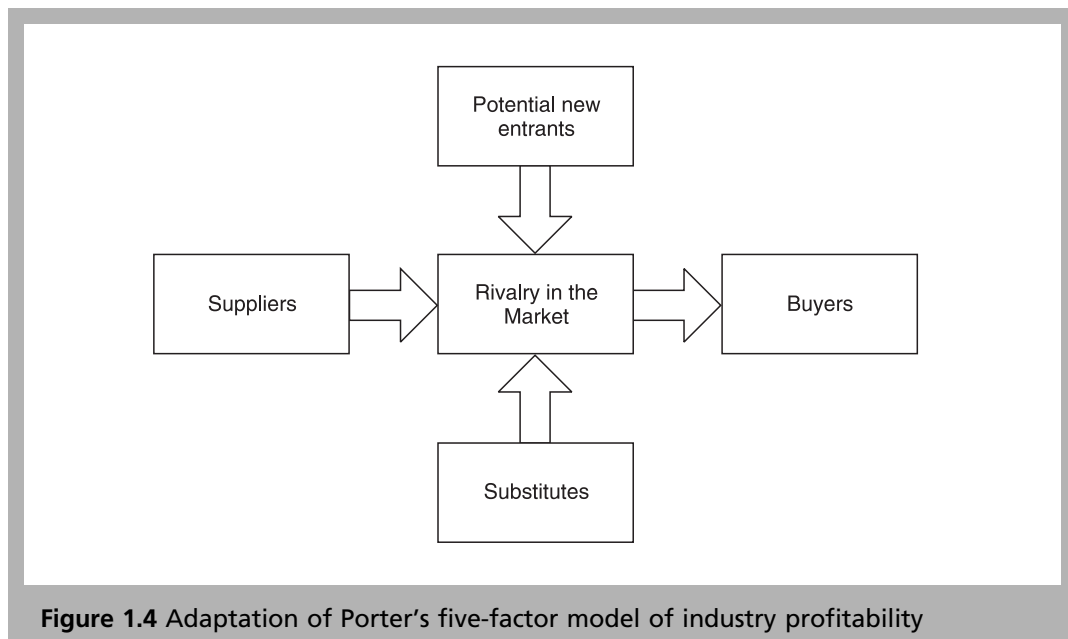 Potential new
entrants
Suppliers
Rivalry in the
Market
Buyers
Substitutes
Figure 1.4 Adaptation of Porter’s five-factor model of industry profitability